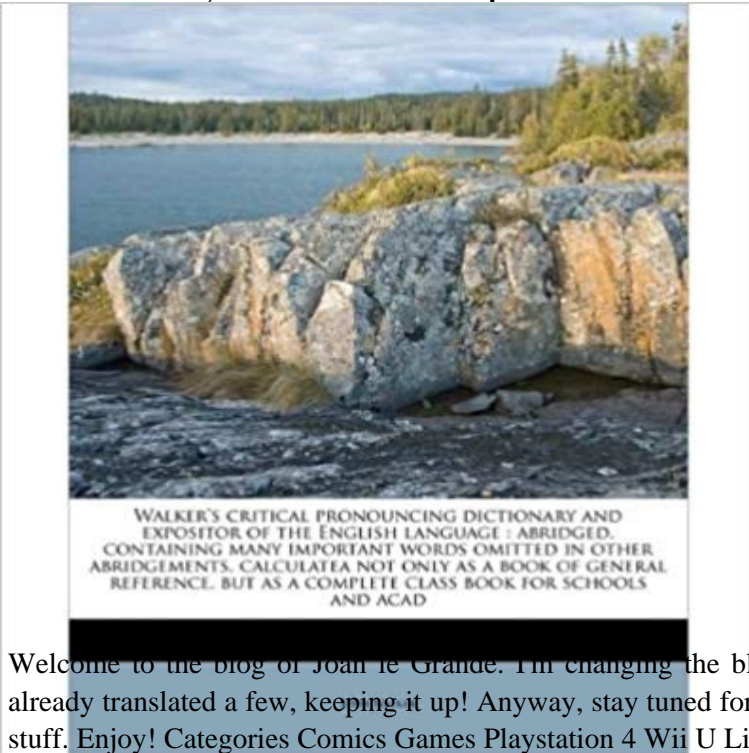 WALKER'S CRITICAL PRONOUNCING DICTIONARY AND
EXPOSITOR OF THE ENGLISH LANGUAGE : ABRIDGED.
CONTAINING MANY IMPORTANT WORDS OMITTED IN OTHER
ABRIDGEMENTS. CALCULATEA NOT ONLY AS A BOOK OF GENERAL
REFERENCE, BUT AS A COMPLETE CLASS BOOK FOR SCHOOLS
AND ACAD
Welcome to the blog of Joan le Grande. I'm changing the bl
already translated a few, keeping it up! Anyway, stay tuned for
stuff. Enjoy! Categories Comics Games Playstation 4 Wii U Li